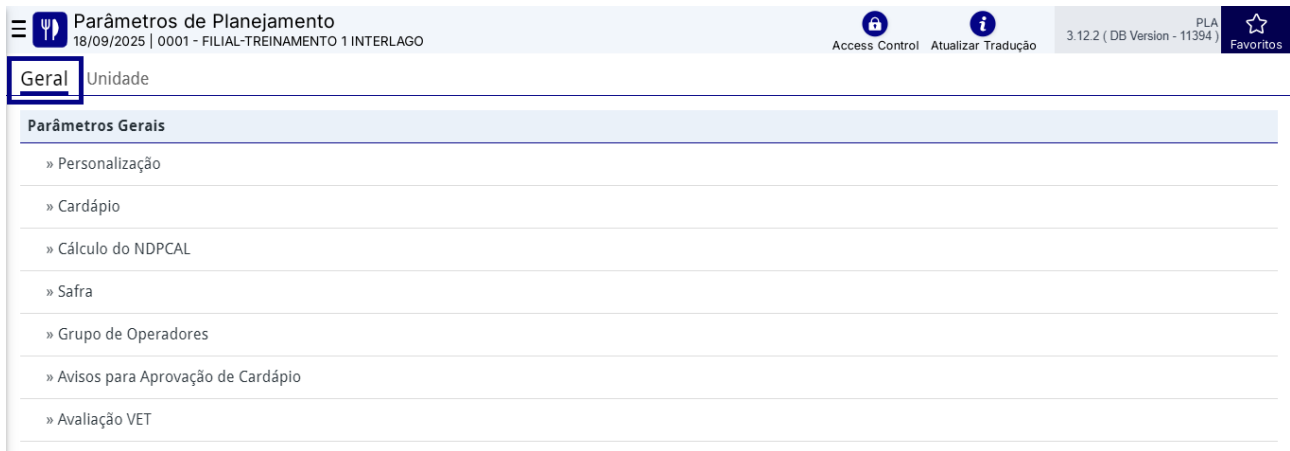 Parâmetros de Planejamento
18/09/2025 | 0001 - FILIAL-TREINAMENTO 1 INTERLAGO
Access Control
Atualizar Tradução
PLA
3.12.2 ( DB Version - 11394 )
Favoritos
Geral
Unidade
Parâmetros Gerais
» Personalização
» Cardápio
» Cálculo do NDPCAL
» Safra
» Grupo de Operadores
» Avisos para Aprovação de Cardápio
» Avaliação VET